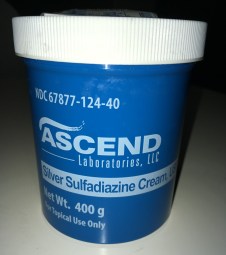 NDC 67877-124-40
ASCEND
Laboratories, LLC
Silver Sulfadiazine Cream,
Net Wt. 400 g
Topical Use Only